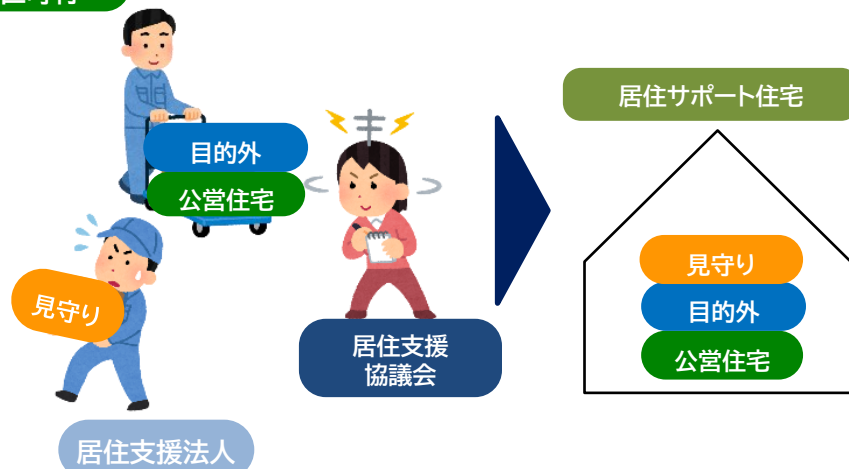 目的外
公営住宅
見守り
居住支援
協議会
居住支援法人
居住サポート住宅
見守り
目的外
公営住宅